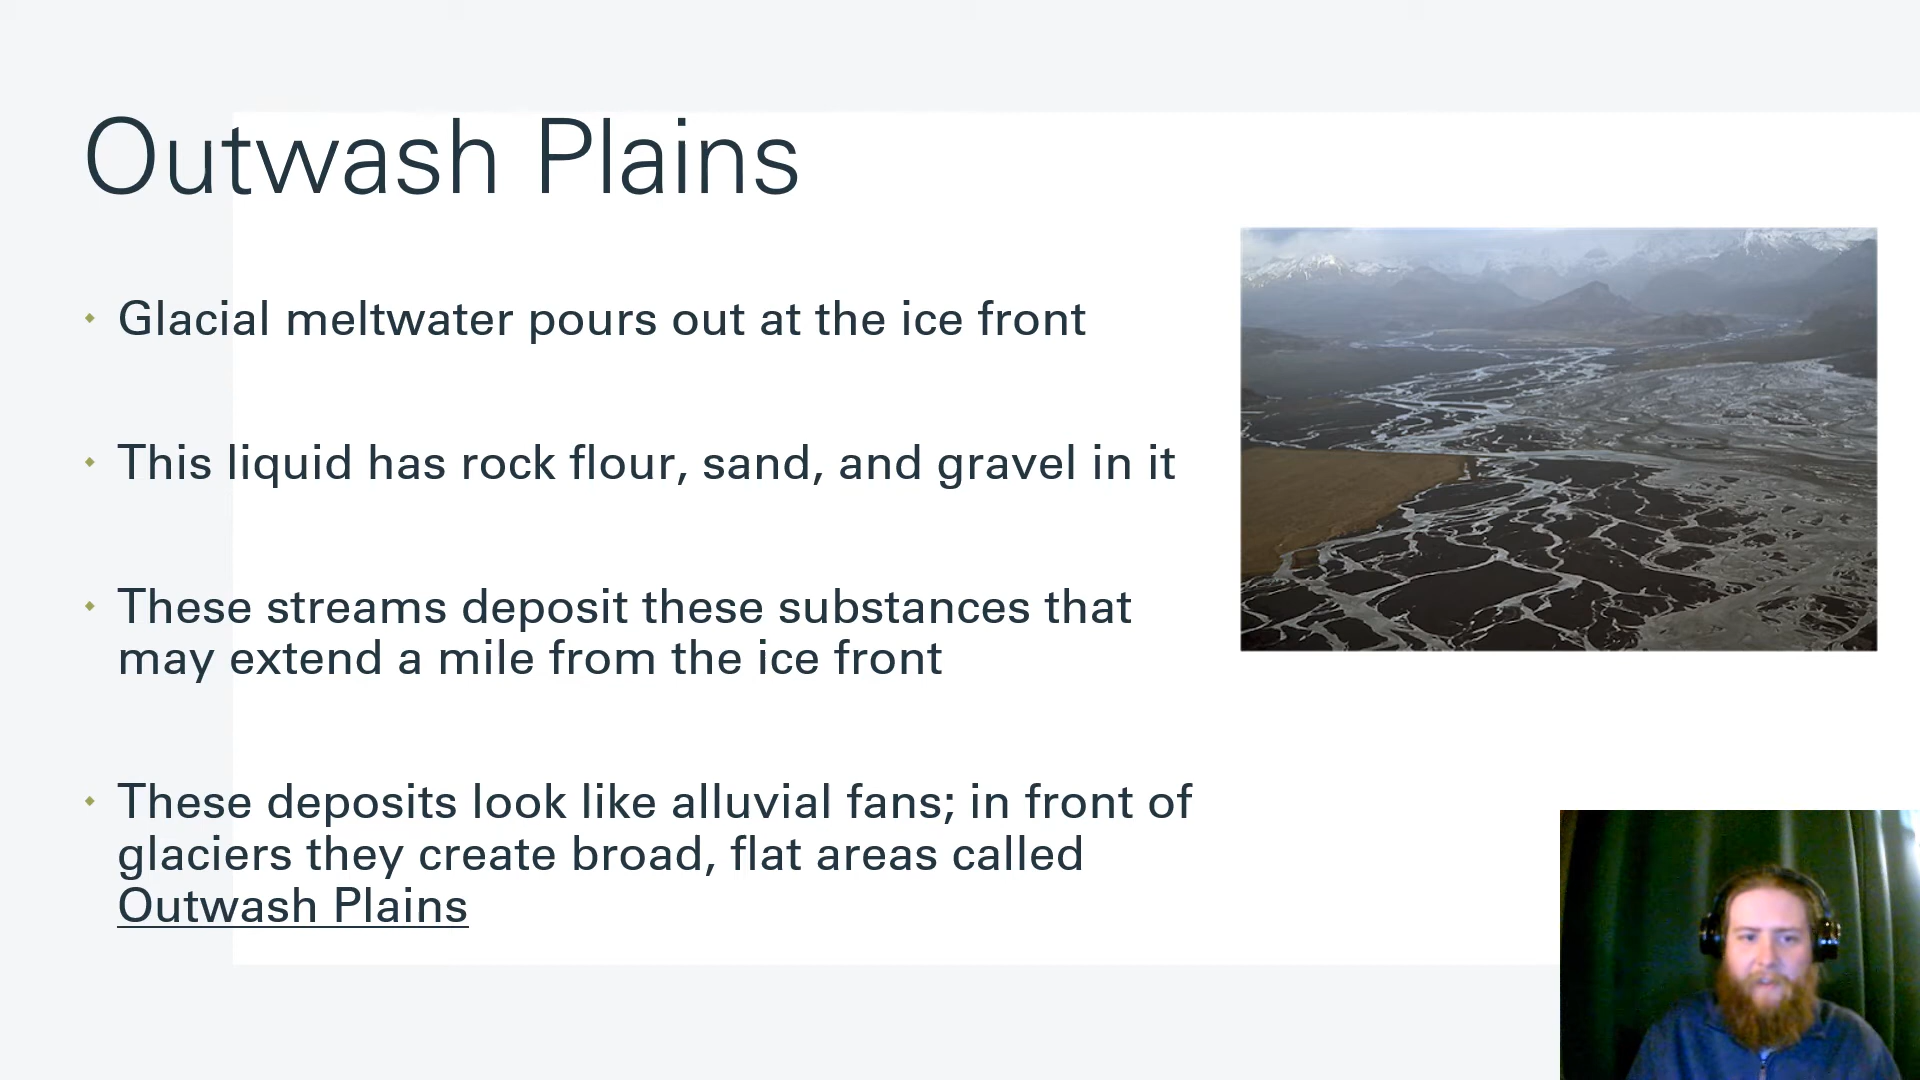 Outwash Plains
Glacial meltwater pours out at the ice front
This liquid has rock flour, sand, and gravel in it
These streams deposit these substances that
may extend a mile from the ice front
These deposits look like alluvial fans; in front of
glaciers they create broad, flat areas called
Outwash Plains